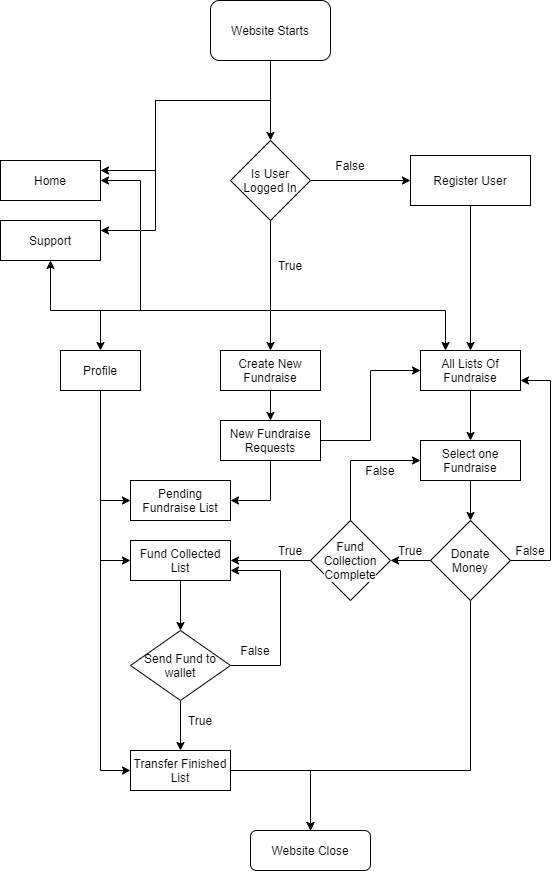 Website Starts
Is User
Logged In
False
Register User
Home
Support
True
Profile
Create New
Fundraise
All Lists Of
Fundraise
New Fundraise
Requests
Select one
Fundraise
False
Pending
Fundraise List
Fund Collected
List
True
Fund
Collection
Complete
True
Donate
Money
False
Send Fund to
wallet
False
True
Transfer Finished
List
Website Close